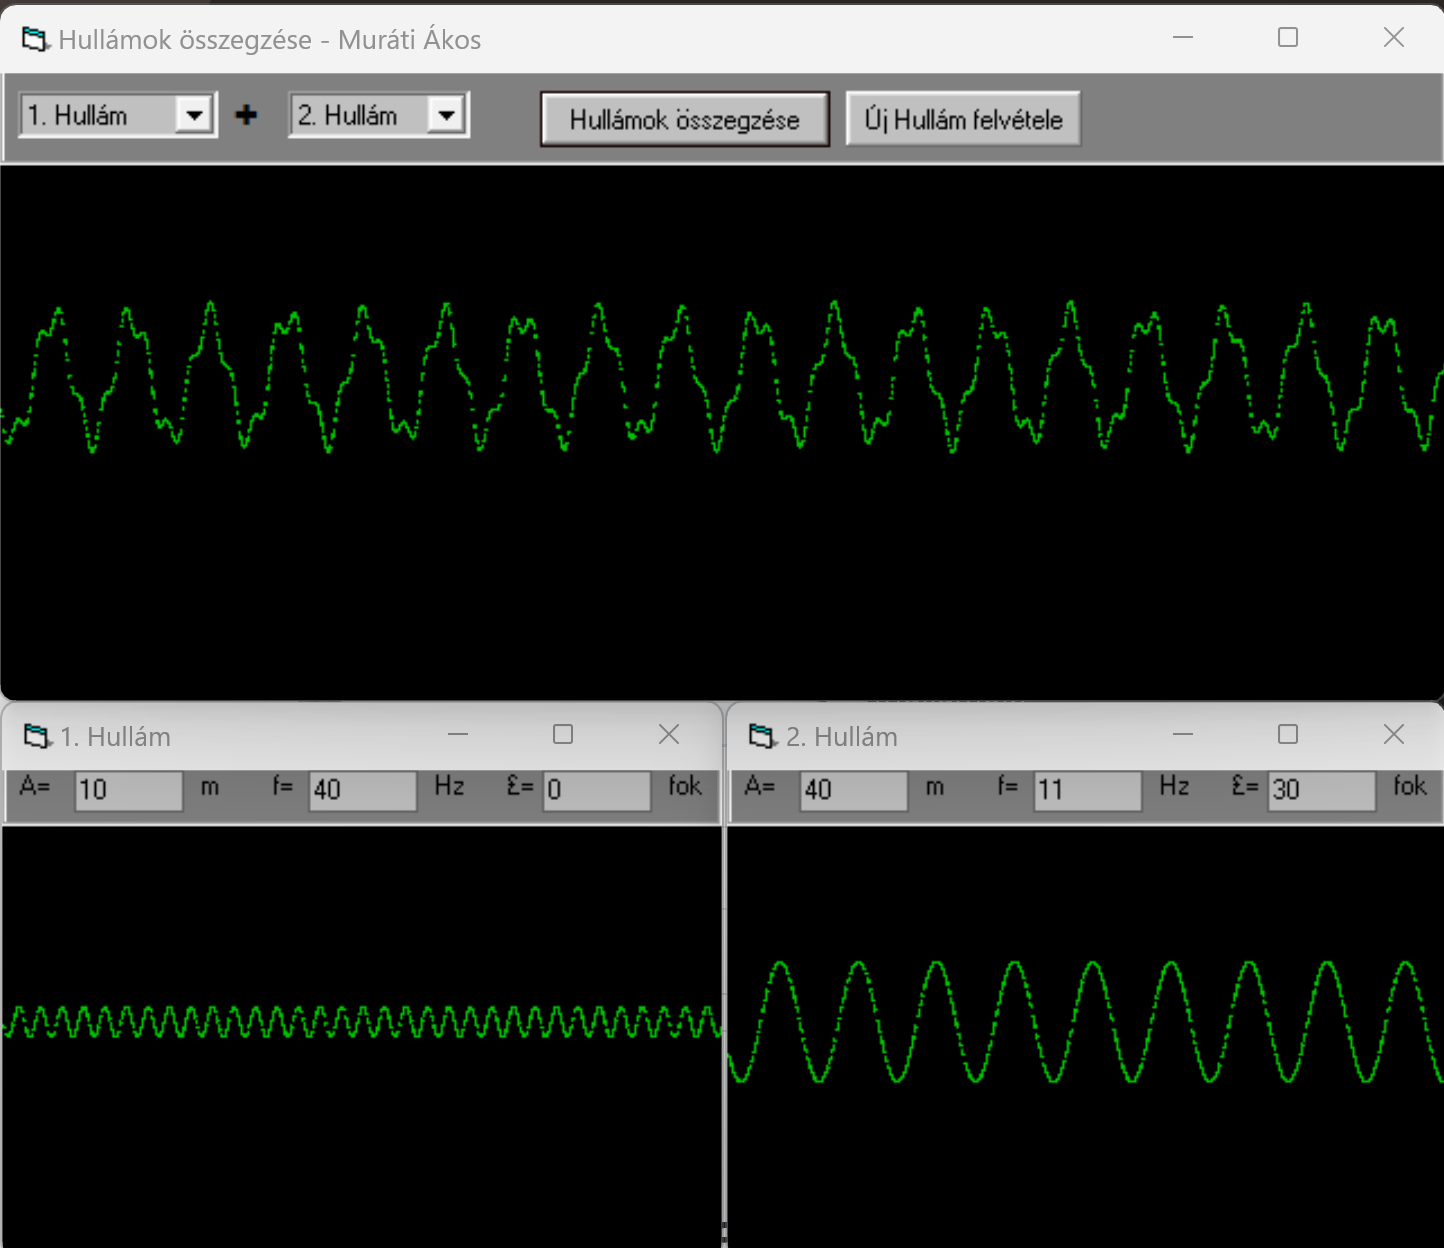 Hullámok összegzése - Muráti Ákos
1. Hullám + 2. Hullám Hullámok összegzése Új Hullám felvétele
1. Hullám
A= 10 m f= 40 Hz £= 0 fok
2. Hullám
A= 40 m f= 11 Hz £= 30 fok